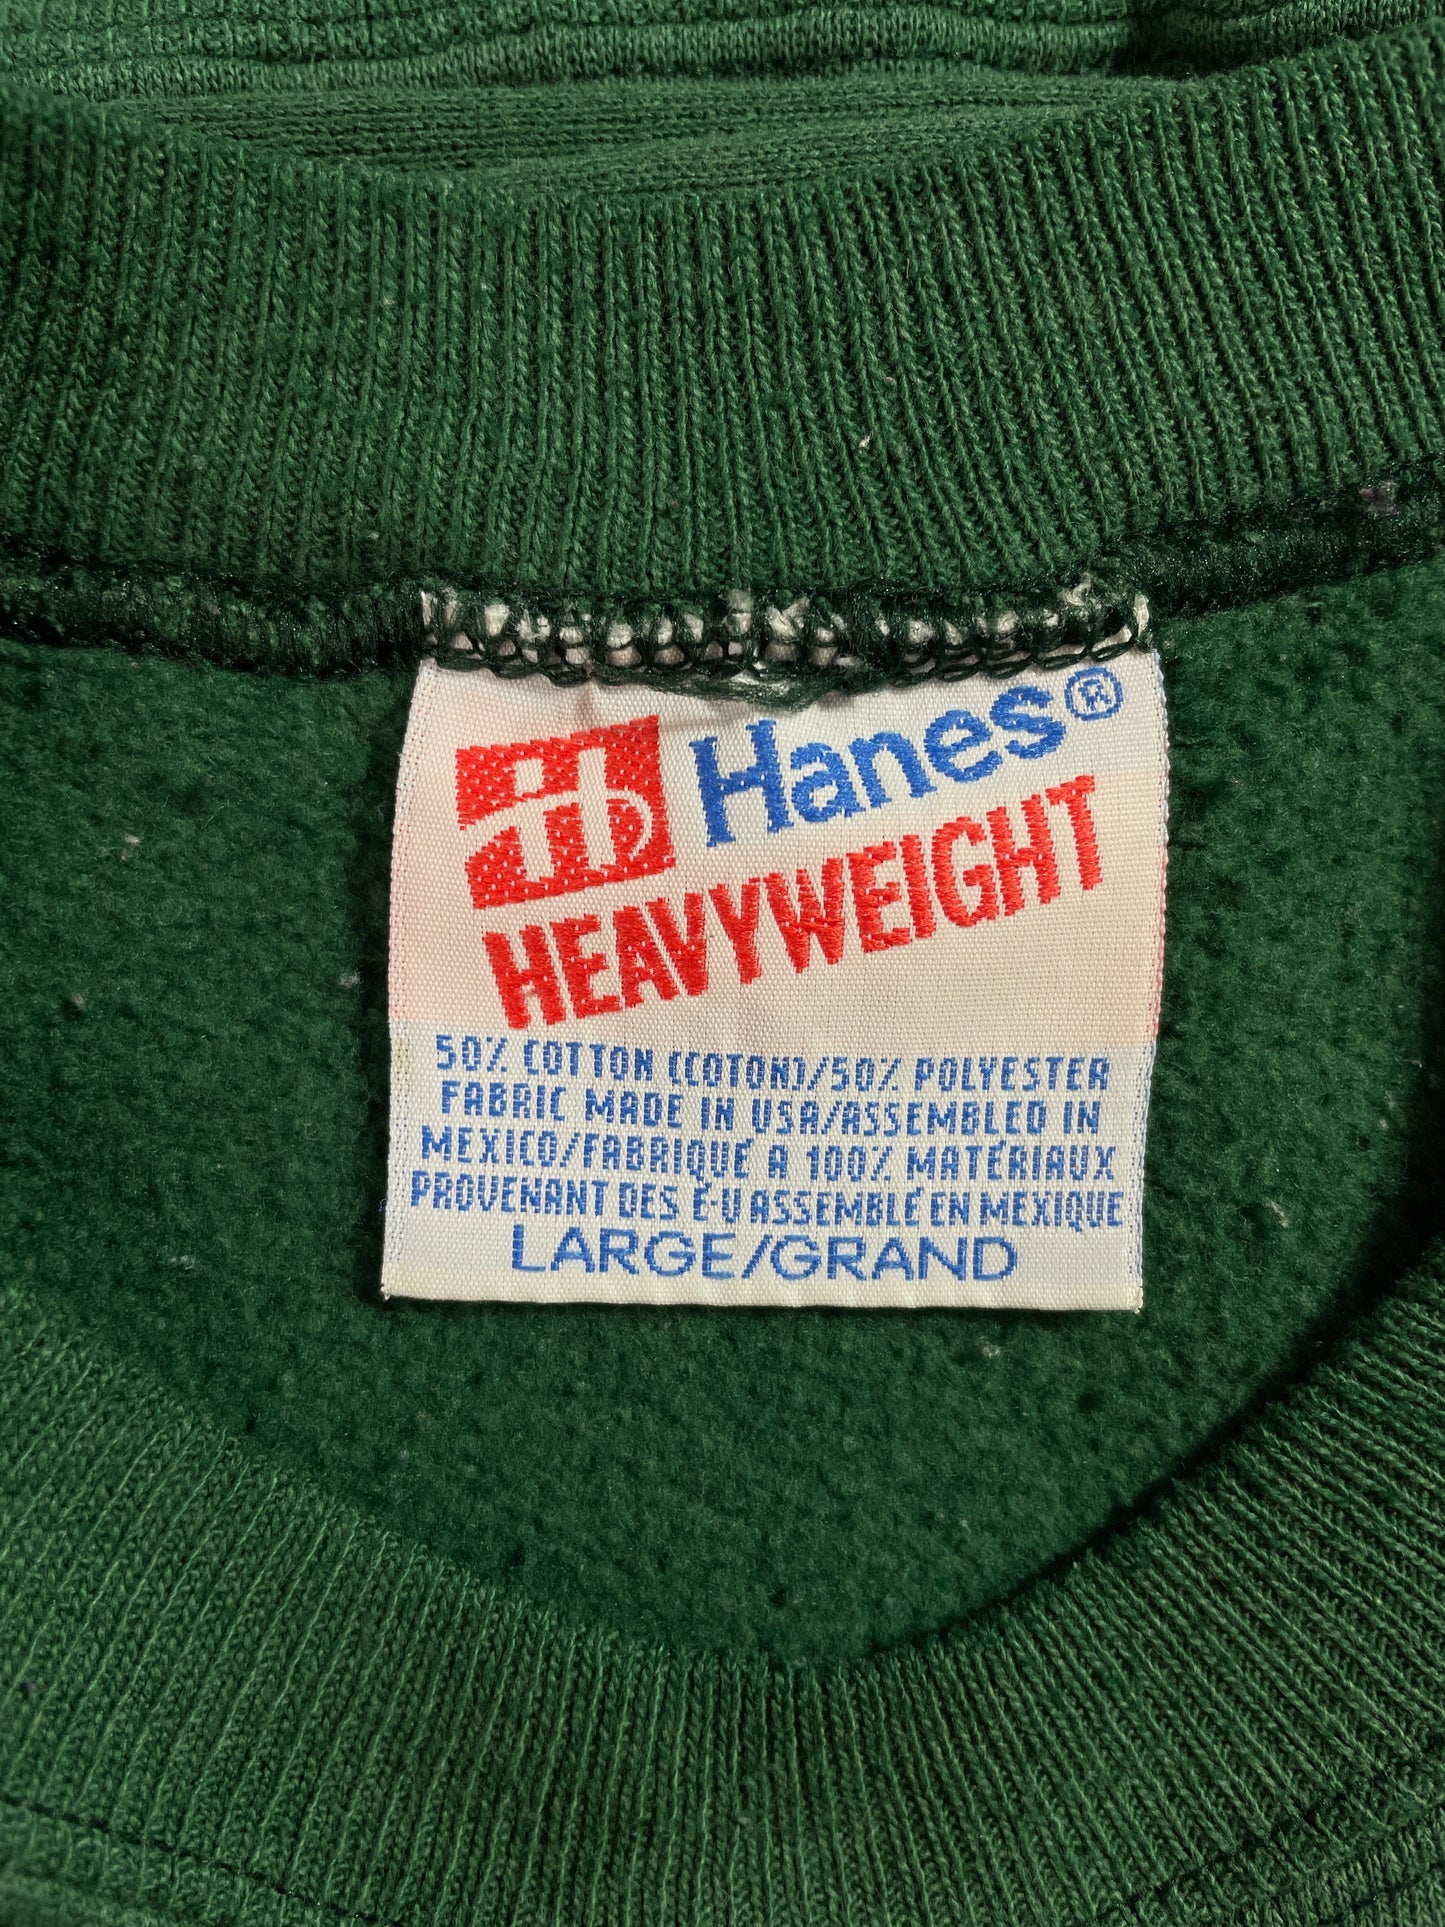 Hanes®
HEAVYWEIGHT
50% COTTON (COTON)/50% POLYESTER
FABRIC MADE IN USA/ASSEMBLED IN
MEXICO/FABRIQUÉ A 100% MATÉRIAUX
PROVENANT DES É-U ASSEMBLÉ EN MEXIQUE
LARGE/GRAND